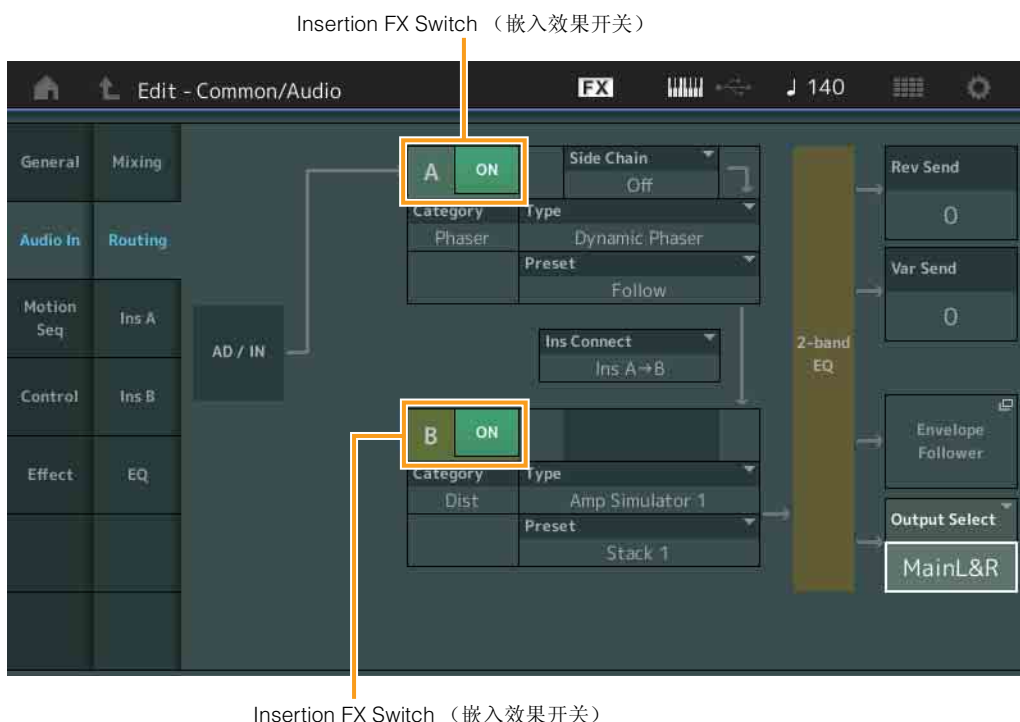 Insertion FX Switch （嵌入效果开关）
Edit - Common/Audio
FX
140
General
Mixing
Audio In
Routing
Motion
Seq
Ins A
Control
Ins B
Effect
EQ
AD / IN
A
ON
Side Chain
Off
Category
Phaser
Type
Dynamic Phaser
Preset
Follow
Ins Connect
Ins A→B
B
ON
Category
Dist
Type
Amp Simulator 1
Preset
Stack 1
2-band
EQ
Rev Send
0
Var Send
0
Envelope
Follower
Output Select
MainL&R
Insertion FX Switch （嵌入效果开关）